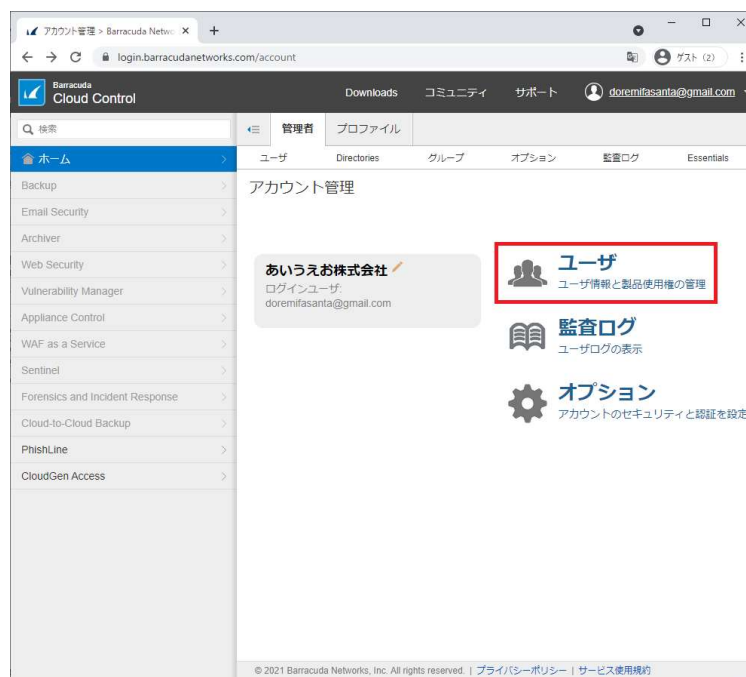 アカウント管理 > Barracuda Netwo
login.barracudanetworks.com/account
ゲスト (2)
Barracuda
Cloud Control
Downloads
コミュニティ
サポート
doremifasanta@gmail.com
検索
管理者
プロファイル
ホーム
ユーザ
Directories
グループ
オプション
監査ログ
Essentials
Backup
Email Security
Archiver
Web Security
Vulnerability Manager
Appliance Control
WAF as a Service
Sentinel
Forensics and Incident Response
Cloud-to-Cloud Backup
PhishLine
CloudGen Access
アカウント管理
あいうえお株式会社
ログインユーザ:
doremifasanta@gmail.com
ユーザ
ユーザ情報と製品使用権の管理
監査ログ
ユーザログの表示
オプション
アカウントのセキュリティと認証を設定
© 2021 Barracuda Networks, Inc. All rights reserved. | プライバシーポリシー | サービス使用規約